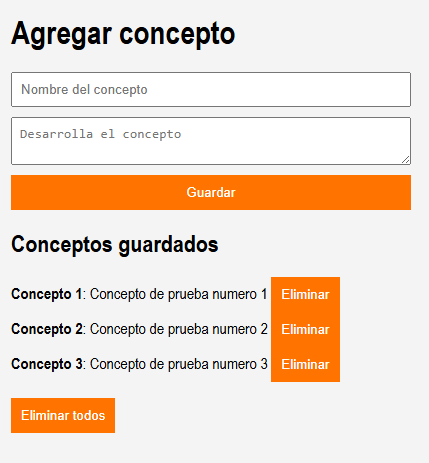 Agregar concepto
Nombre del concepto
Desarrolla el concepto
Guardar
Conceptos guardados
Concepto 1: Concepto de prueba numero 1 Eliminar
Concepto 2: Concepto de prueba numero 2 Eliminar
Concepto 3: Concepto de prueba numero 3 Eliminar
Eliminar todos